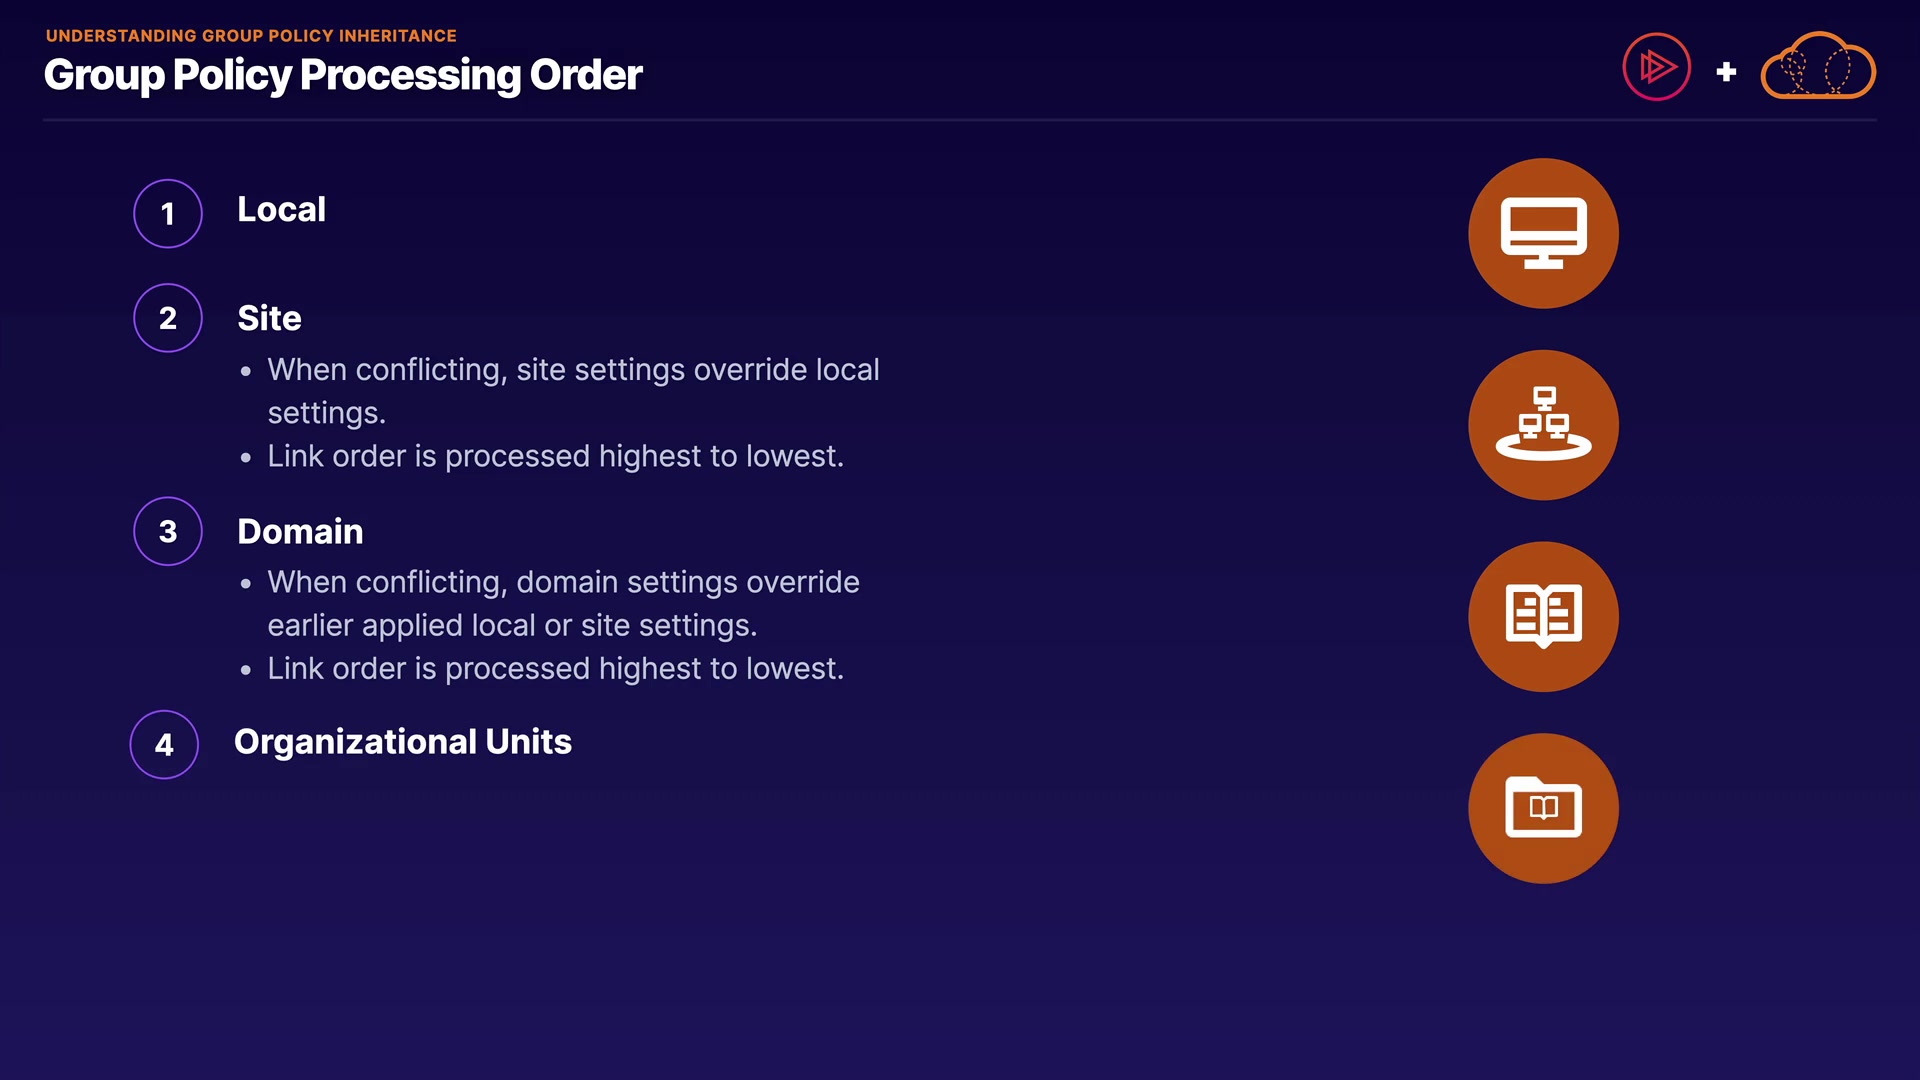 UNDERSTANDING GROUP POLICY INHERITANCE
Group Policy Processing Order
+
1
Local
2
Site
• When conflicting, site settings override local
settings.
• Link order is processed highest to lowest.
3
Domain
• When conflicting, domain settings override
earlier applied local or site settings.
• Link order is processed highest to lowest.
4
Organizational Units